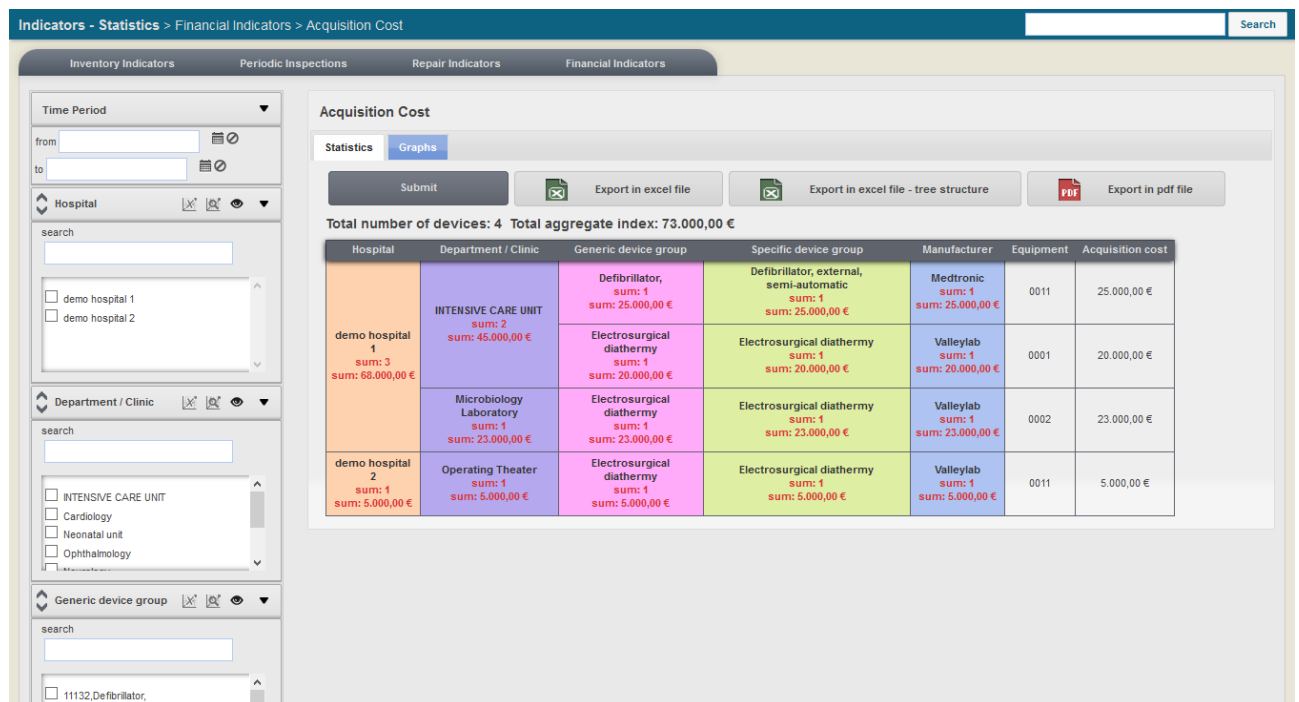 Indicators - Statistics > Financial Indicators > Acquisition Cost
Search
Inventory Indicators
Periodic Inspections
Repair Indicators
Financial Indicators
Time Period
from
to
Hospital
search
demo hospital 1
demo hospital 2
Department / Clinic
search
INTENSIVE CARE UNIT
Cardiology
Neonatal unit
Ophthalmology
Generic device group
search
11132,Defibrillator,
Acquisition Cost
Statistics
Graphs
Submit
Export in excel file
Export in excel file - tree structure
PDF
Export in pdf file
Total number of devices: 4 Total aggregate index: 73.000,00 €
Hospital
Department / Clinic
Generic device group
Specific device group
Manufacturer
Equipment
Acquisition cost
demo hospital
1
sum: 3
sum: 68.000,00 €
INTENSIVE CARE UNIT
sum: 2
sum: 45.000,00 €
Defibrillator,
sum: 1
sum: 25.000,00 €
Defibrillator, external,
semi-automatic
sum: 1
sum: 25.000,00 €
Medtronic
sum: 1
sum: 25.000,00 €
0011
25.000,00 €
Electrosurgical
diathermy
sum: 1
sum: 20.000,00 €
Electrosurgical diathermy
sum: 1
sum: 20.000,00 €
Valleylab
sum: 1
sum: 20.000,00 €
0001
20.000,00 €
Microbiology
Laboratory
sum: 1
sum: 23.000,00 €
Electrosurgical
diathermy
sum: 1
sum: 23.000,00 €
Electrosurgical diathermy
sum: 1
sum: 23.000,00 €
Valleylab
sum: 1
sum: 23.000,00 €
0002
23.000,00 €
demo hospital
2
sum: 1
sum: 5.000,00 €
Operating Theater
sum: 1
sum: 5.000,00 €
Electrosurgical
diathermy
sum: 1
sum: 5.000,00 €
Electrosurgical diathermy
sum: 1
sum: 5.000,00 €
Valleylab
sum: 1
sum: 5.000,00 €
0011
5.000,00 €